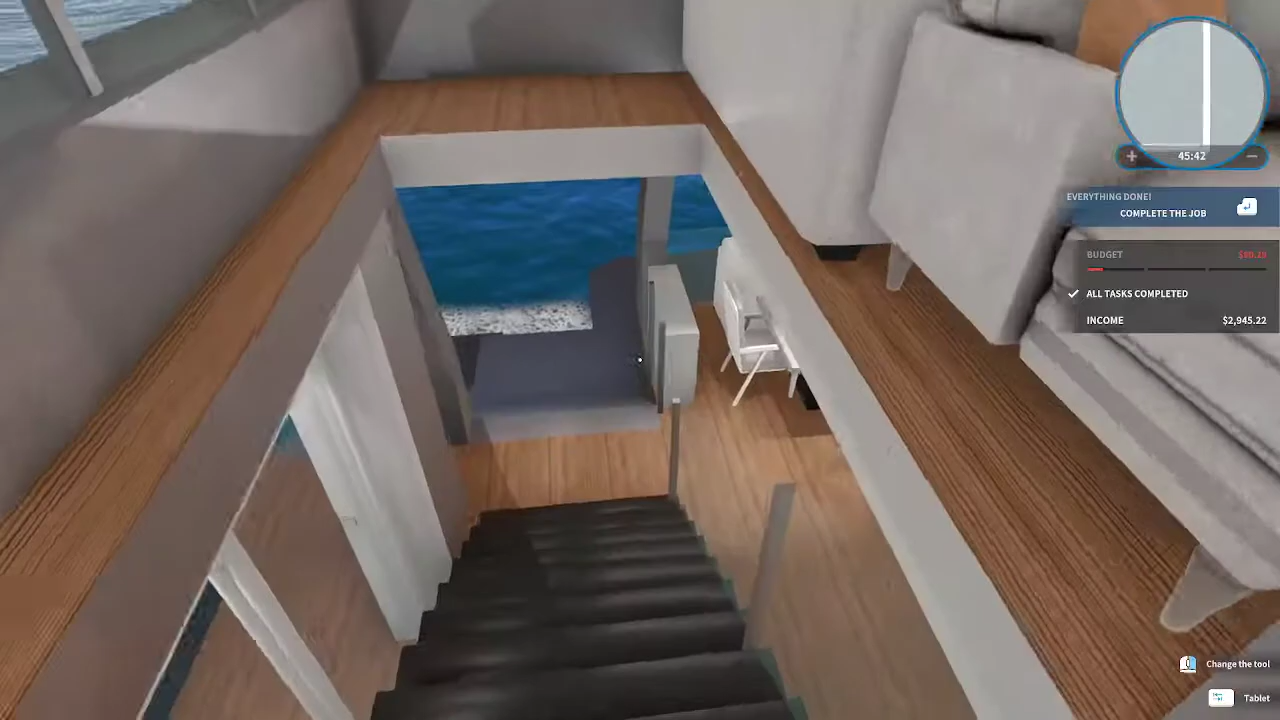 45:42
EVERYTHING DONE!
COMPLETE THE JOB
BUDGET
ALL TASKS COMPLETED
INCOME $2,945.22
Change the tool
Tablet